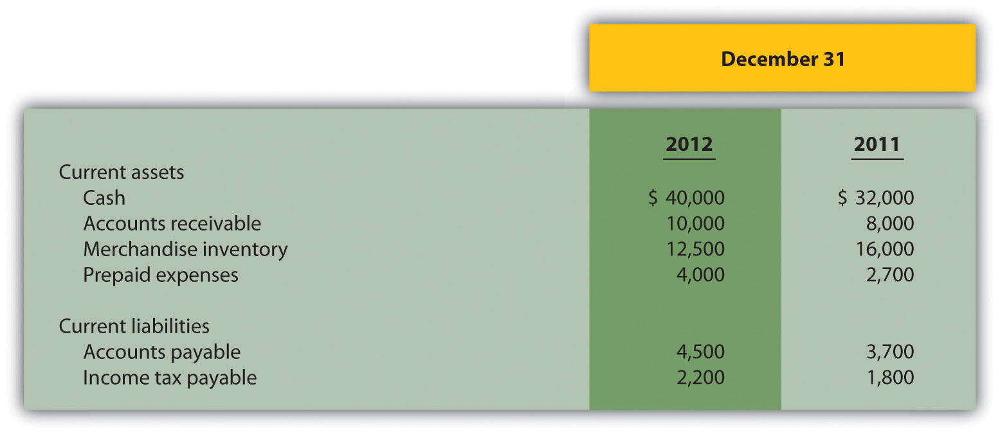 December 31
2012 2011
Current assets
Cash $ 40,000 $ 32,000
Accounts receivable 10,000 8,000
Merchandise inventory 12,500 16,000
Prepaid expenses 4,000 2,700
Current liabilities
Accounts payable 4,500 3,700
Income tax payable 2,200 1,800